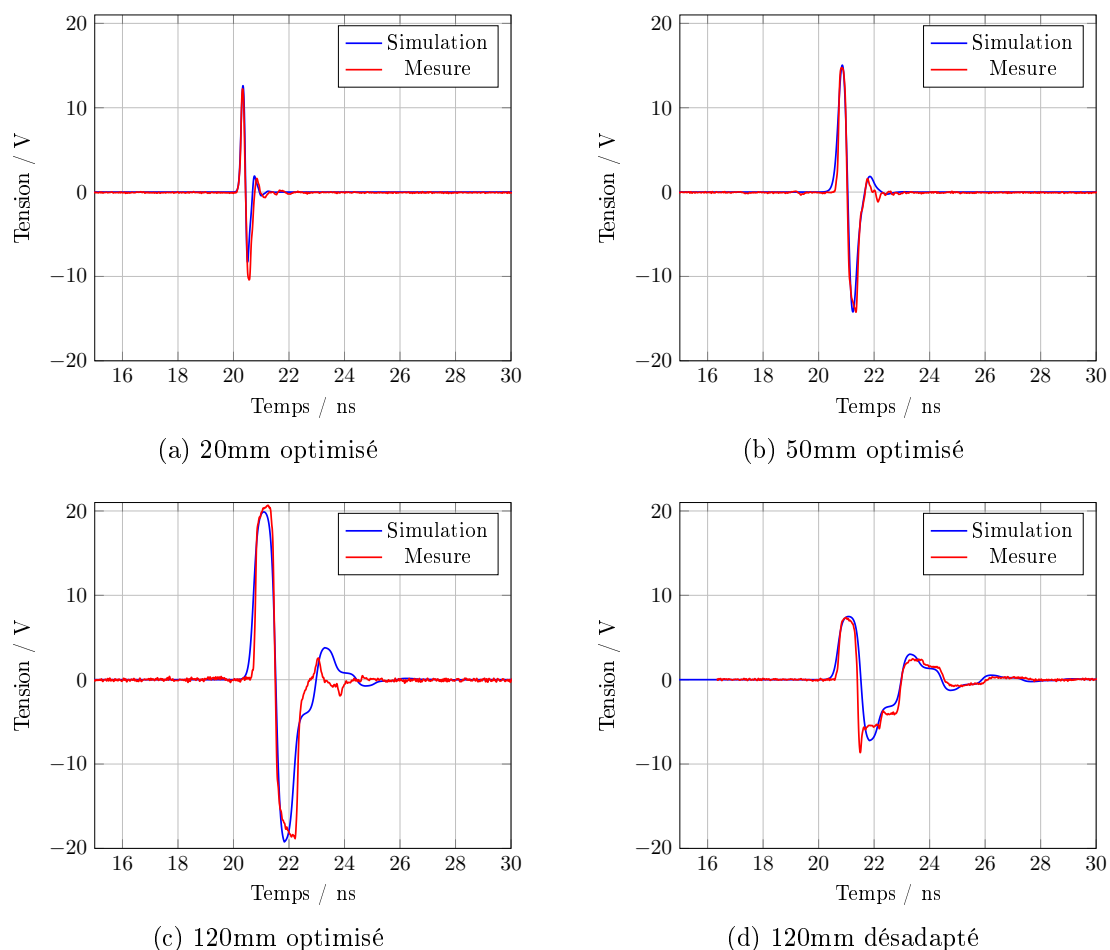 20
10
0
−10
−20
Tension / V
Simulation
Mesure
16 18 20 22 24 26 28 30
Temps / ns
(a) 20mm optimisé
20
10
0
−10
−20
Tension / V
Simulation
Mesure
16 18 20 22 24 26 28 30
Temps / ns
(b) 50mm optimisé
20
10
0
−10
−20
Tension / V
Simulation
Mesure
16 18 20 22 24 26 28 30
Temps / ns
(c) 120mm optimisé
20
10
0
−10
−20
Tension / V
Simulation
Mesure
16 18 20 22 24 26 28 30
Temps / ns
(d) 120mm désadapté